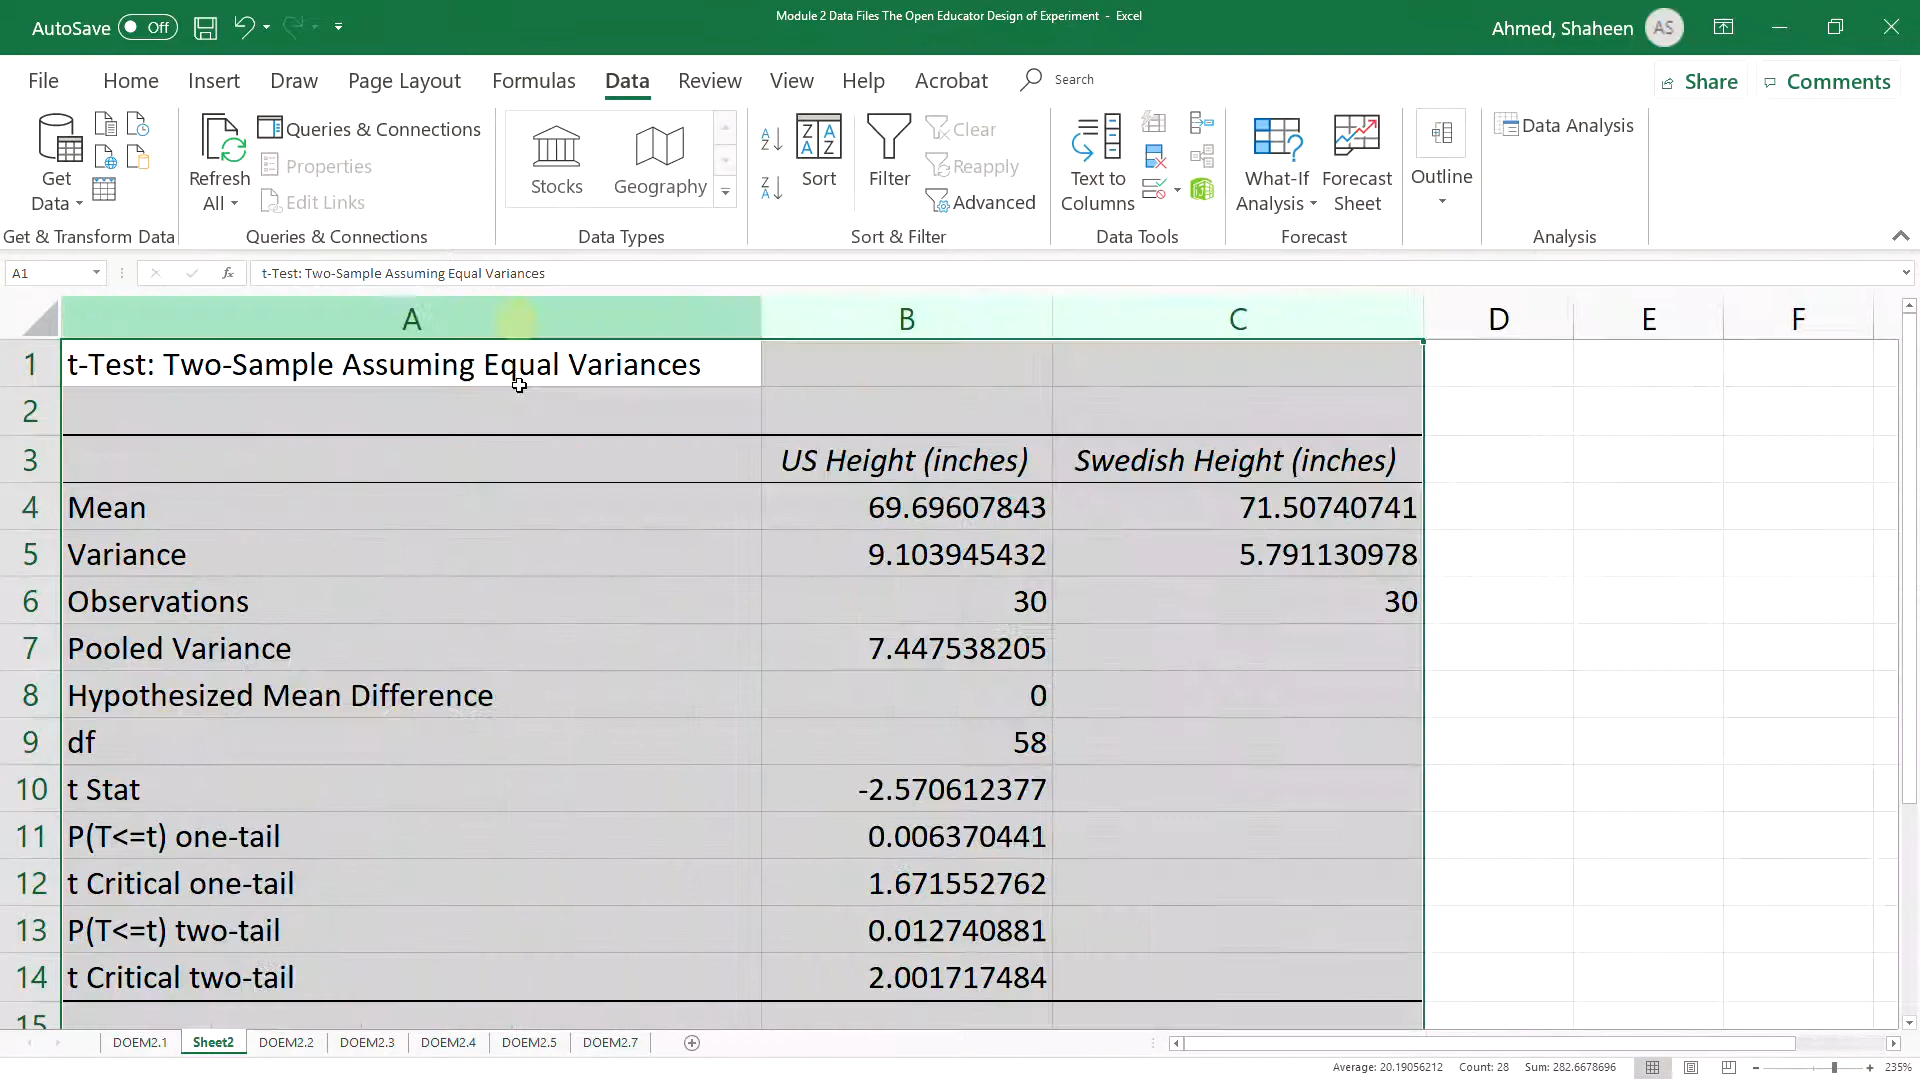 AutoSave Off
Module 2 Data Files The Open Educator Design of Experiment - Excel
Ahmed, Shaheen AS
File Home Insert Draw Page Layout Formulas Data Review View Help Acrobat Search
Share Comments
Get Data
Refresh All
Queries & Connections
Properties
Edit Links
Stocks
Geography
Sort
Filter
Clear
Reapply
Advanced
Text to Columns
What-If Analysis
Forecast Sheet
Outline
Data Analysis
Get & Transform Data
Queries & Connections
Data Types
Sort & Filter
Data Tools
Forecast
Analysis
A1 fx t-Test: Two-Sample Assuming Equal Variances
A B C D E F
1 t-Test: Two-Sample Assuming Equal Variances
2
3 US Height (inches) Swedish Height (inches)
4 Mean 69.69607843 71.50740741
5 Variance 9.103945432 5.791130978
6 Observations 30 30
7 Pooled Variance 7.447538205
8 Hypothesized Mean Difference 0
9 df 58
10 t Stat -2.570612377
11 P(T<=t) one-tail 0.006370441
12 t Critical one-tail 1.671552762
13 P(T<=t) two-tail 0.012740881
14 t Critical two-tail 2.001717484
15
DOEM2.1 Sheet2 DOEM2.2 DOEM2.3 DOEM2.4 DOEM2.5 DOEM2.7
Average: 20.19056212 Count: 28 Sum: 282.6678696 235%